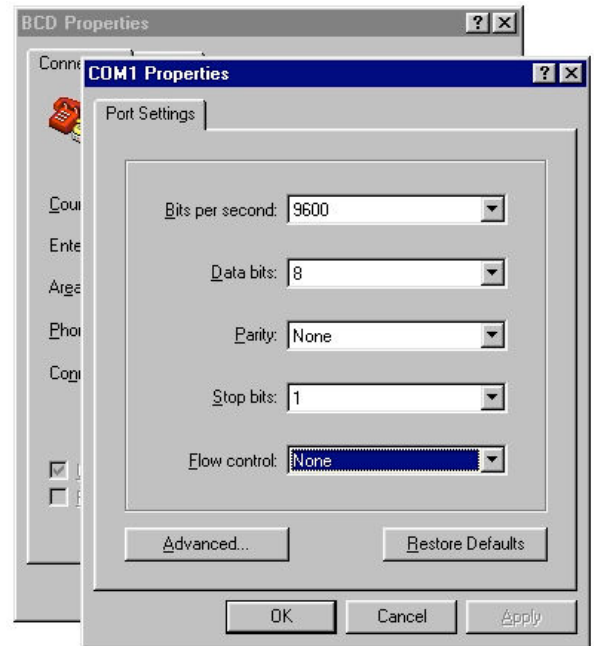 BCD Properties
COM1 Properties
Port Settings
Bits per second: 9600
Data bits: 8
Parity: None
Stop bits: 1
Flow control: None
Advanced...
Restore Defaults
OK
Cancel
Apply